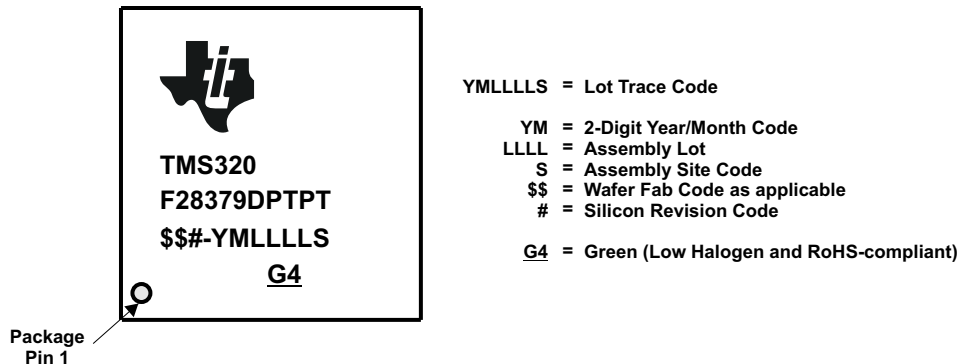 TMS320
F28379DPTPT
$$#-YMLLLLS
G4
Package
Pin 1
YMLLLLS = Lot Trace Code
YM = 2-Digit Year/Month Code
LLLL = Assembly Lot
S = Assembly Site Code
$$ = Wafer Fab Code as applicable
# = Silicon Revision Code
G4 = Green (Low Halogen and RoHS-compliant)